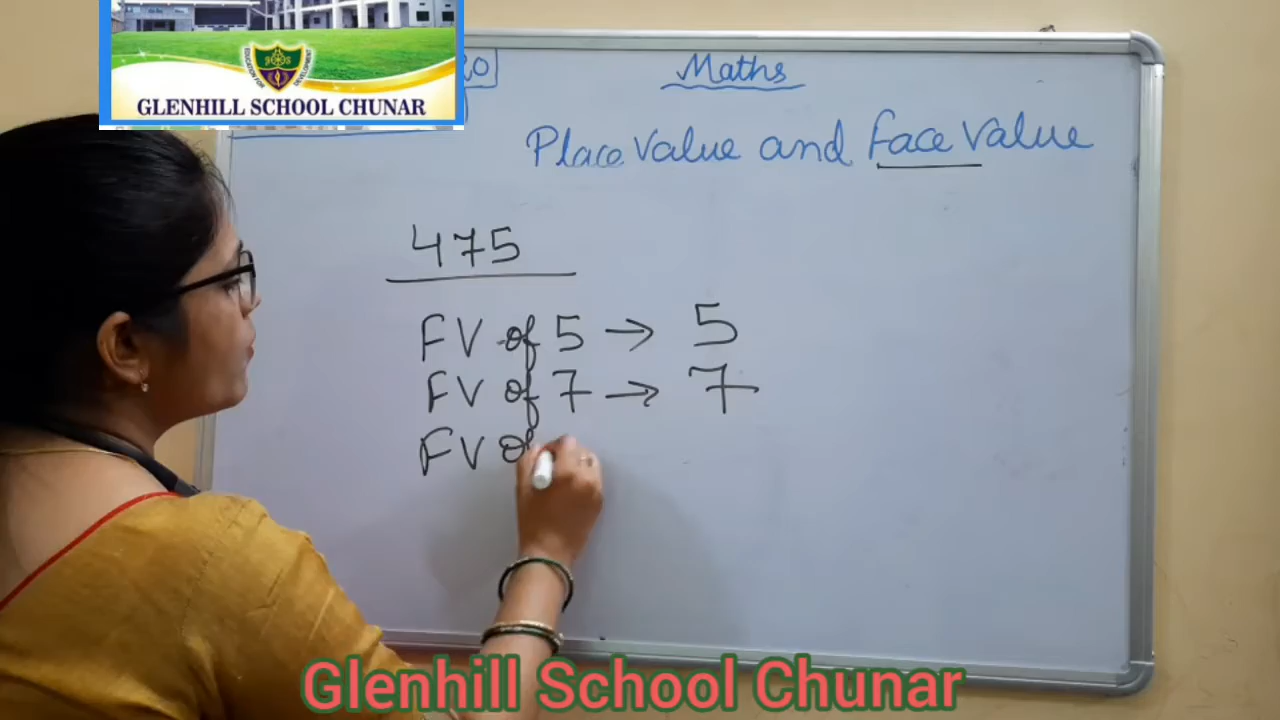 GLENHILL SCHOOL CHUNAR
20
Maths
Place Value and Face Value
475
FV of 5 → 5
FV of 7 → 7
FV of
Glenhill School Chunar